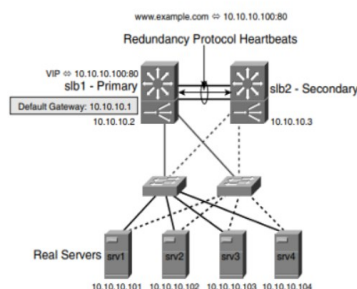 www.example.com ⇔ 10.10.10.100:80
Redundancy Protocol Heartbeats
VIP ⇔ 10.10.10.100:80
slb1 - Primary
slb2 - Secondary
Default Gateway: 10.10.10.1
10.10.10.2
10.10.10.3
Real Servers
srv1
srv2
srv3
srv4
10.10.10.101
10.10.10.102
10.10.10.103
10.10.10.104